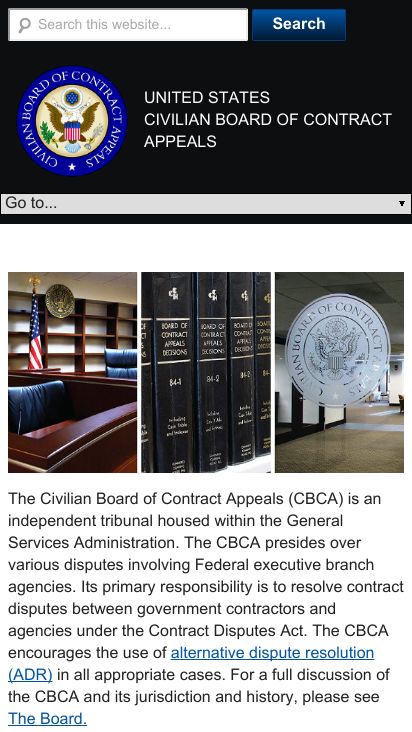 Search this website...
Search
CIVILIAN BOARD OF CONTRACT APPEALS
UNITED STATES
CIVILIAN BOARD OF CONTRACT
APPEALS
Go to...
BOARD OF
CONTRACT
APPEALS
DECISIONS
84-1
BOARD OF
CONTRACT
APPEALS
DECISIONS
84-2
BOARD OF
CONTRACT
APPEALS
DECISIONS
CIVILIAN BOARD OF CONTRACT
The Civilian Board of Contract Appeals (CBCA) is an
independent tribunal housed within the General
Services Administration. The CBCA presides over
various disputes involving Federal executive branch
agencies. Its primary responsibility is to resolve contract
disputes between government contractors and
agencies under the Contract Disputes Act. The CBCA
encourages the use of alternative dispute resolution
(ADR) in all appropriate cases. For a full discussion of
the CBCA and its jurisdiction and history, please see
The Board.